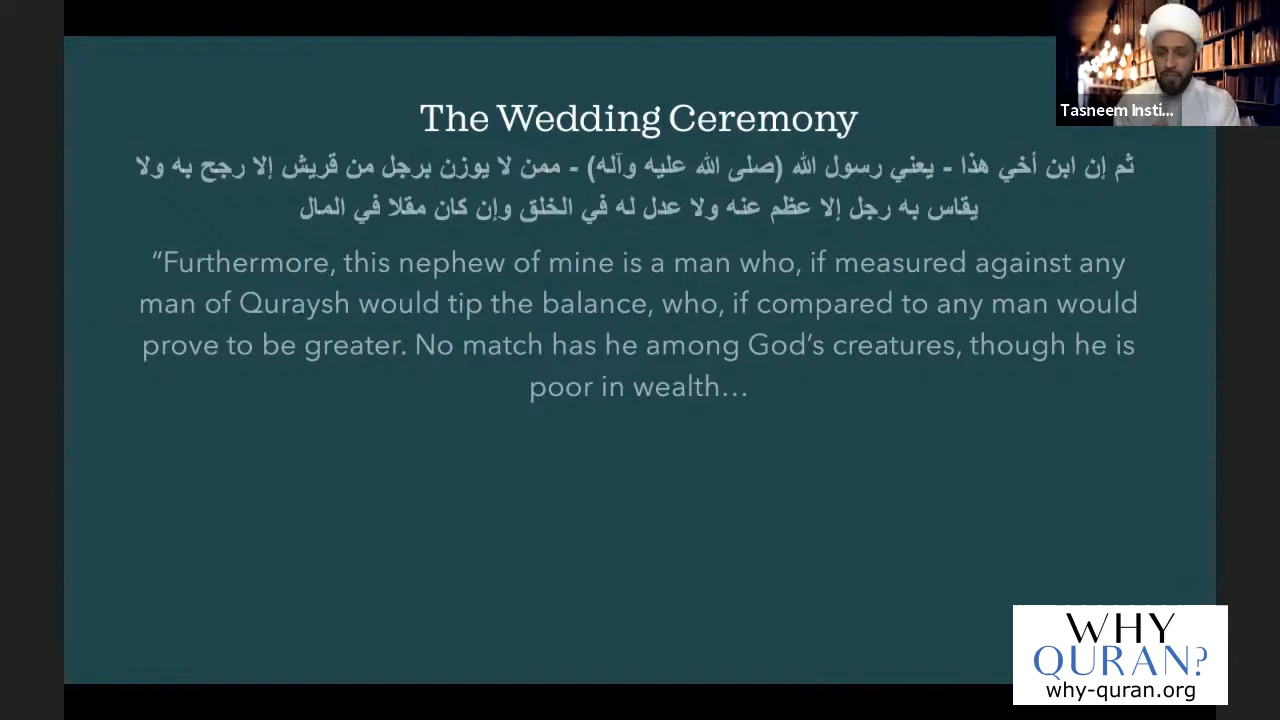 Tasneem Insti...
The Wedding Ceremony
ثم إن ابن أخي هذا - يعني رسول الله (صلى الله عليه وآله) - ممن لا يوزن برجل من قريش إلا رجح به ولا
يقاس به رجل إلا عظم عنه ولا عدل له في الخلق وإن كان مقلا في المال
“Furthermore, this nephew of mine is a man who, if measured against any
man of Quraysh would tip the balance, who, if compared to any man would
prove to be greater. No match has he among God’s creatures, though he is
poor in wealth…
WHY
QURAN?
why-quran.org